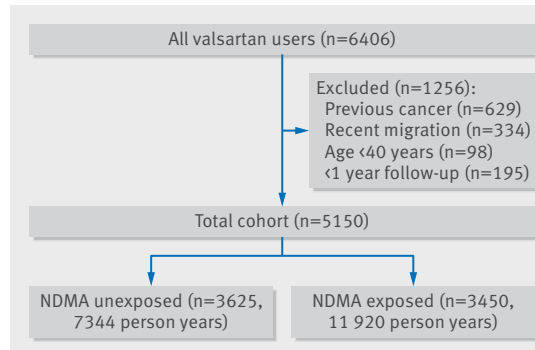 All valsartan users (n=6406)
Excluded (n=1256):
Previous cancer (n=629)
Recent migration (n=334)
Age <40 years (n=98)
<1 year follow-up (n=195)
Total cohort (n=5150)
NDMA unexposed (n=3625,
7344 person years)
NDMA exposed (n=3450,
11 920 person years)